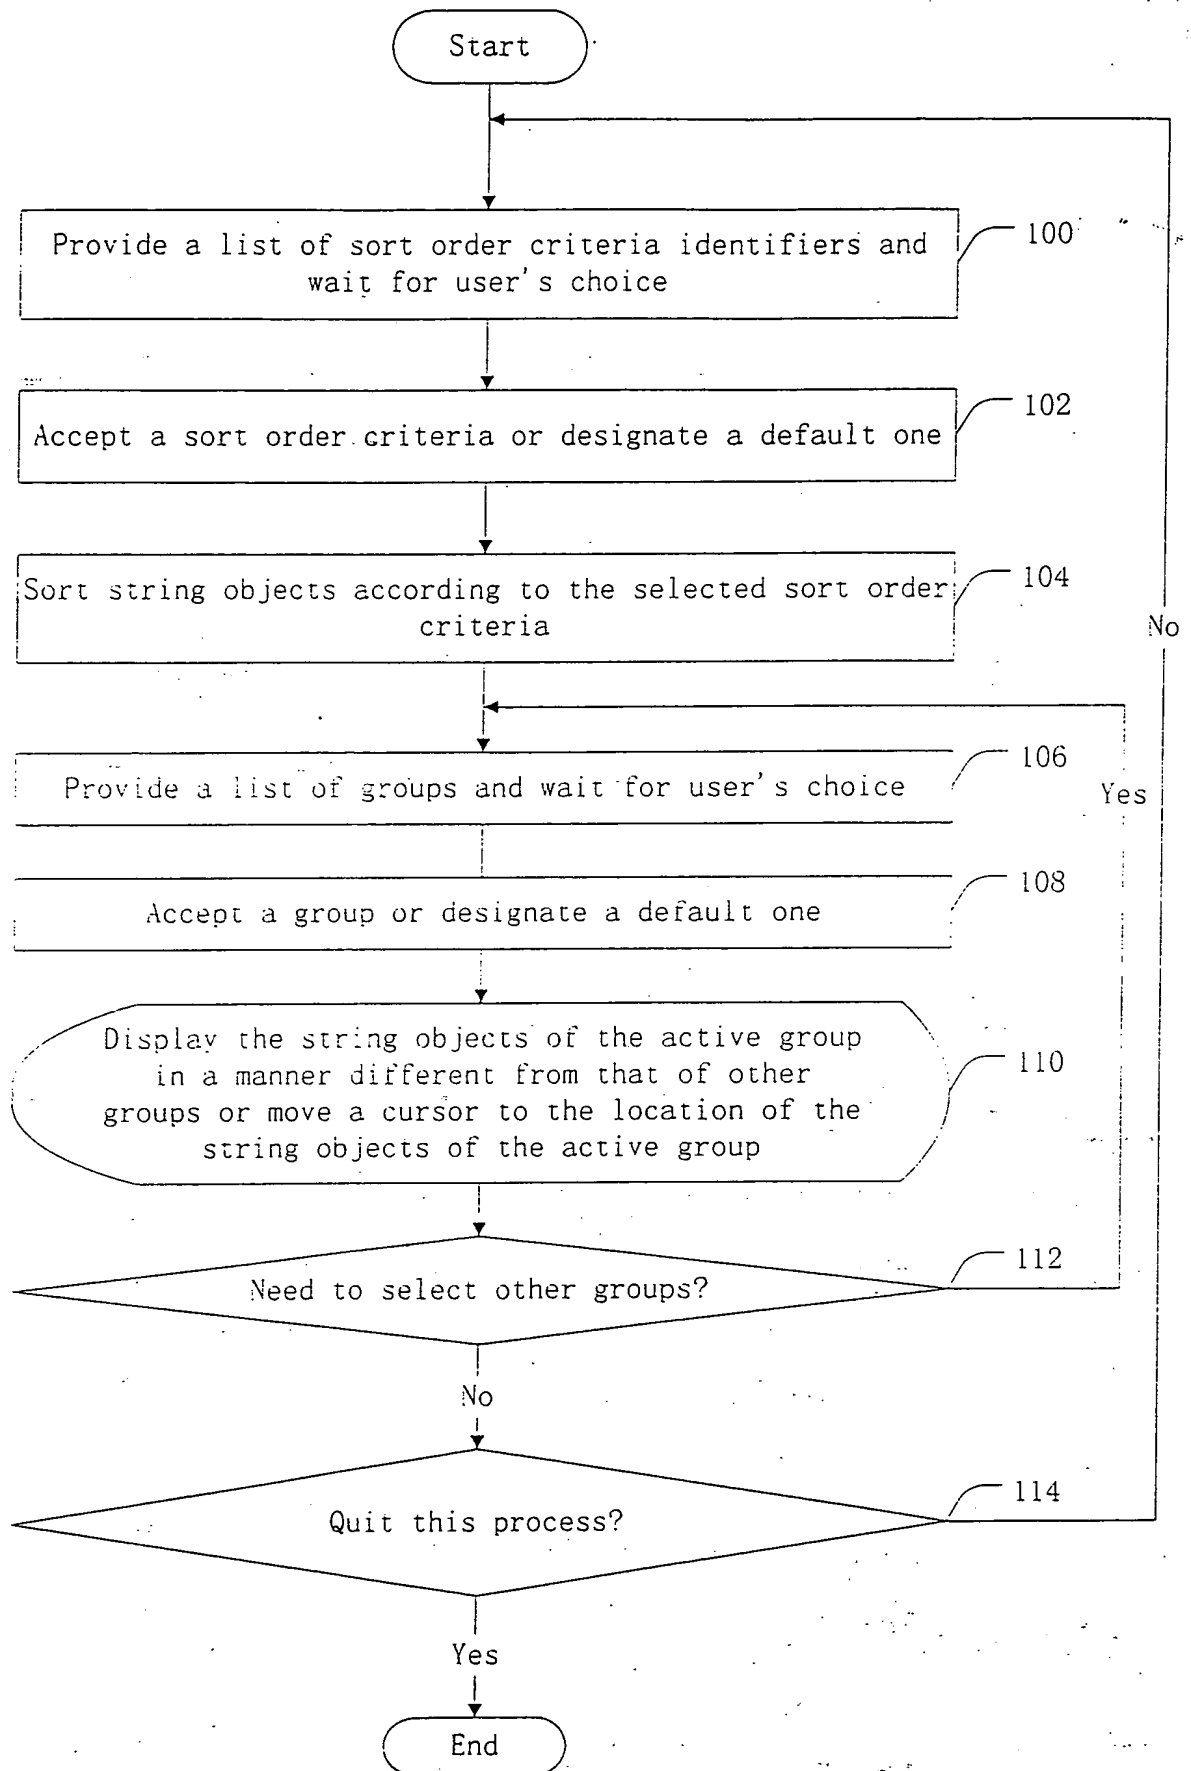 Start
Provide a list of sort order criteria identifiers and
wait for user's choice
100
Accept a sort order criteria or designate a default one
102
Sort string objects according to the selected sort order
criteria
104
No
Provide a list of groups and wait for user's choice
106
Yes
Accept a group or designate a default one
108
Display the string objects of the active group
in a manner different from that of other
groups or move a cursor to the location of the
string objects of the active group
110
Need to select other groups?
112
No
Quit this process?
114
Yes
End